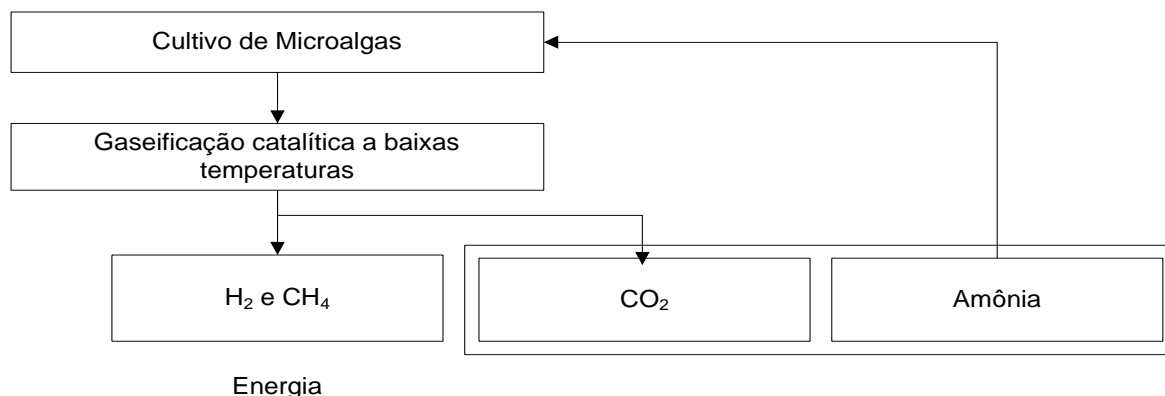 Cultivo de Microalgas
Gaseificação catalítica a baixas
temperaturas
H₂ e CH₄
CO₂
Amônia
Energia